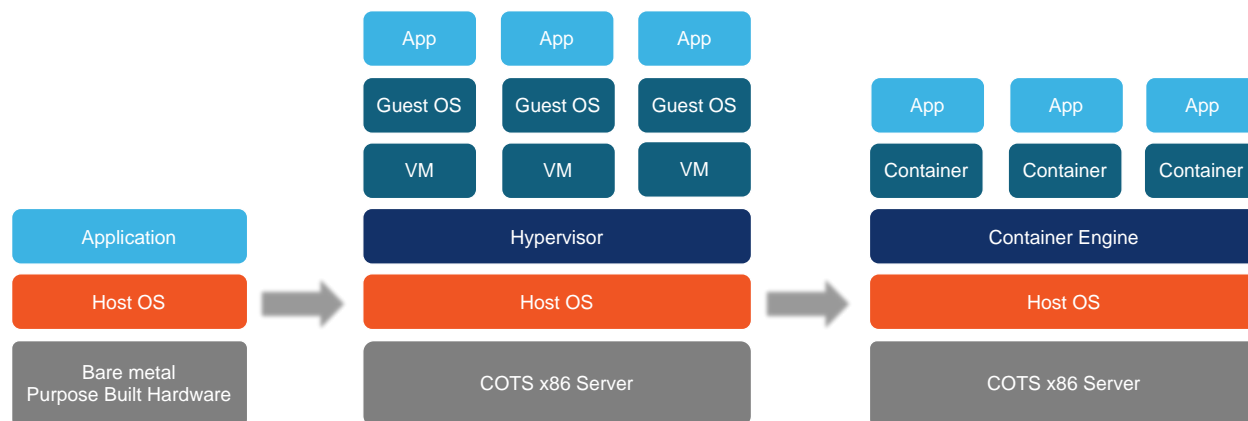 Application
Host OS
Bare metal
Purpose Built Hardware
App App App
Guest OS Guest OS Guest OS
VM VM VM
Hypervisor
Host OS
COTS x86 Server
App App App
Container Container Container
Container Engine
Host OS
COTS x86 Server